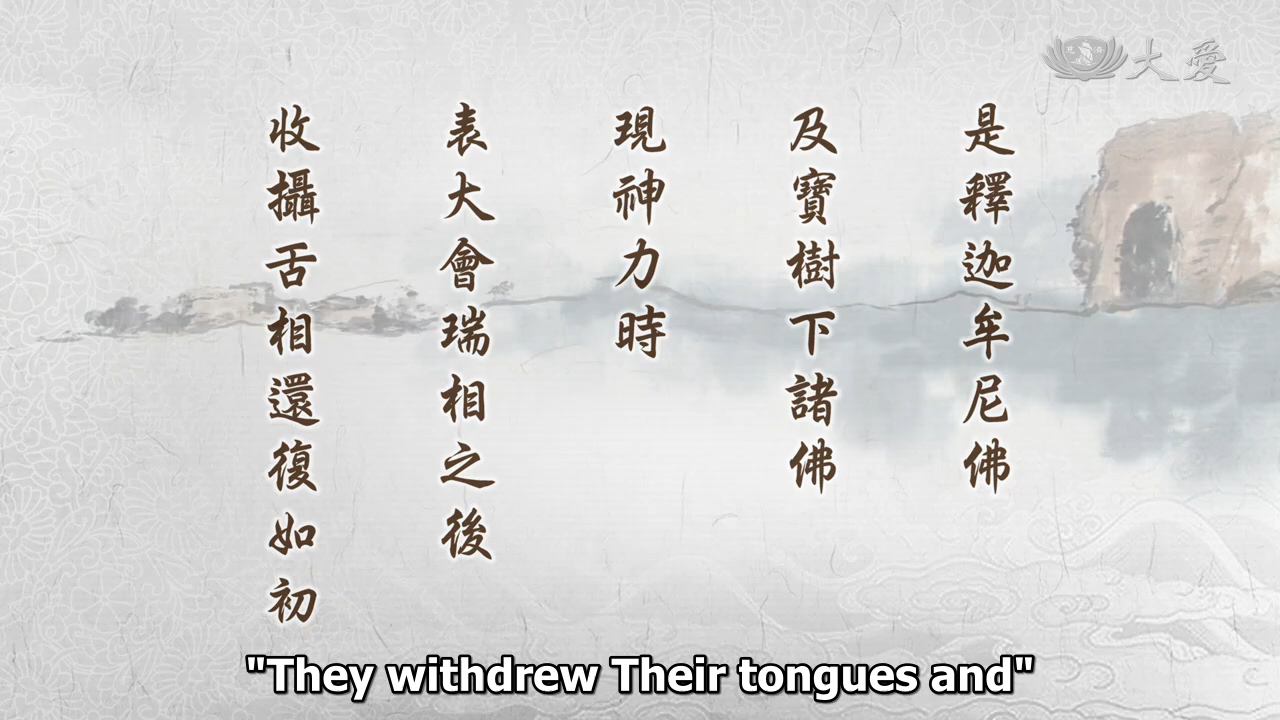 大愛
是釋迦牟尼佛
及寶樹下諸佛
現神力時
表大會瑞相之後
收攝舌相還復如初
"They withdrew Their tongues and"